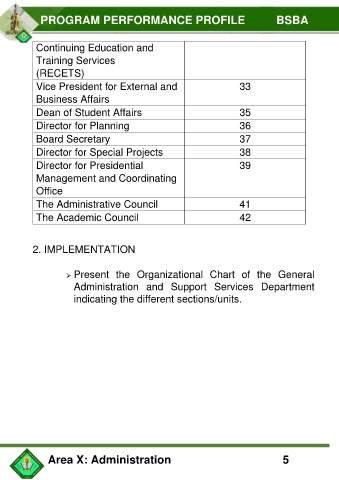 PROGRAM PERFORMANCE PROFILE BSBA
Continuing Education and
Training Services
(RECETS)
Vice President for External and 33
Business Affairs
Dean of Student Affairs 35
Director for Planning 36
Board Secretary 37
Director for Special Projects 38
Director for Presidential 39
Management and Coordinating
Office
The Administrative Council 41
The Academic Council 42
2. IMPLEMENTATION
➢ Present the Organizational Chart of the General
Administration and Support Services Department
indicating the different sections/units.
Area X: Administration 5